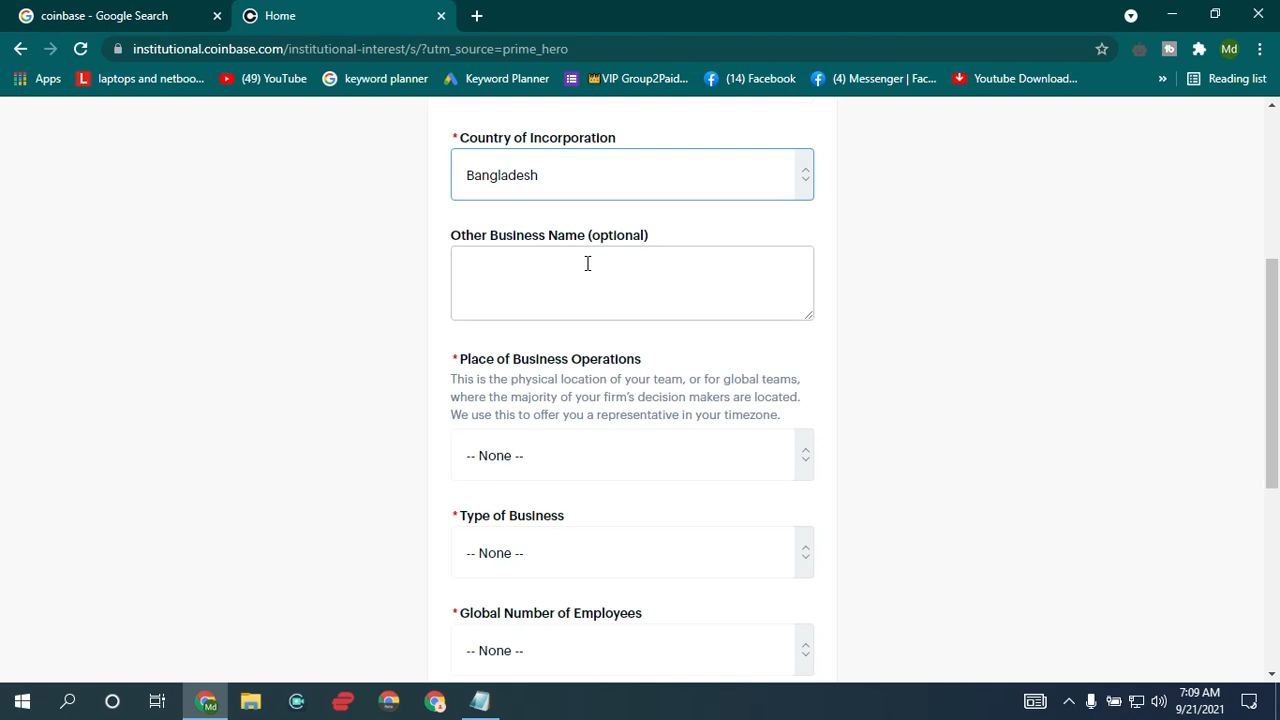 coinbase - Google Search
Home
institutional.coinbase.com/institutional-interest/s/?utm_source=prime_hero
Md
Apps
L
laptops and netboo...
(49) YouTube
keyword planner
Keyword Planner
VIP Group2Paid...
(14) Facebook
(4) Messenger | Fac...
Youtube Download...
»
Reading list
* Country of Incorporation
Bangladesh
Other Business Name (optional)
* Place of Business Operations
This is the physical location of your team, or for global teams,
where the majority of your firm's decision makers are located.
We use this to offer you a representative in your timezone.
-- None --
* Type of Business
-- None --
* Global Number of Employees
-- None --
Md
7:09 AM
9/21/2021